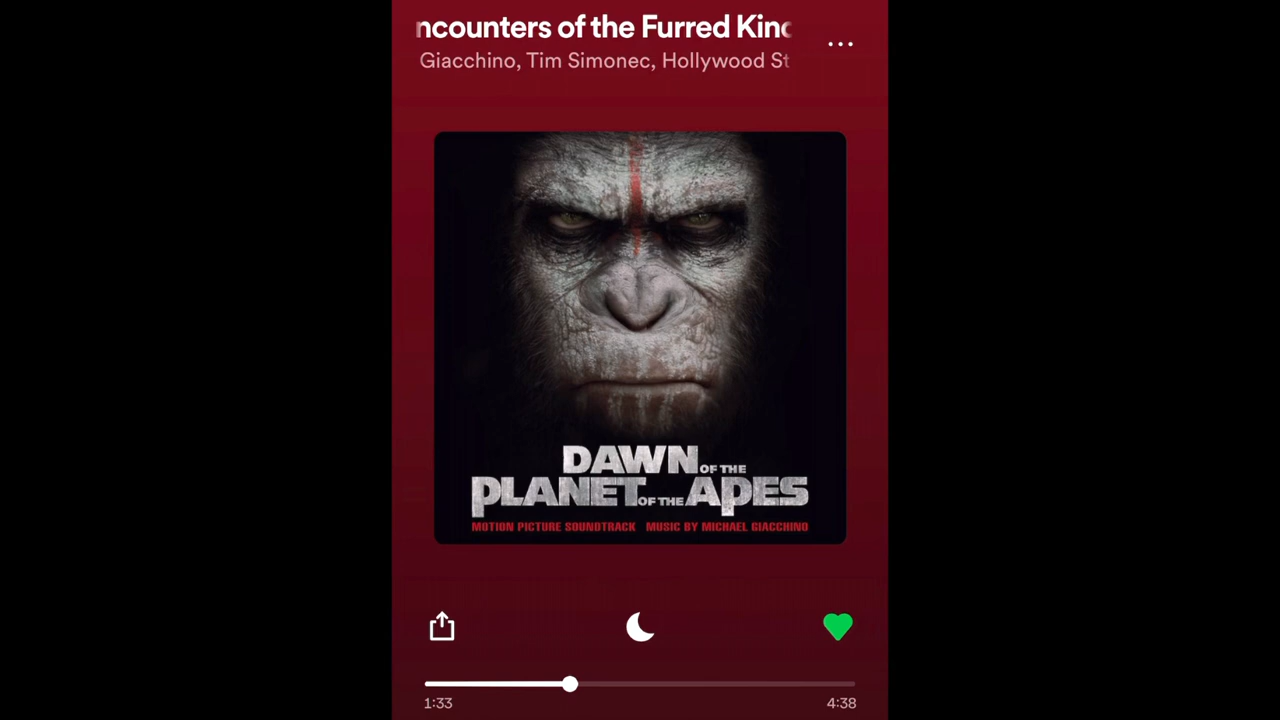 ncounters of the Furred Kin
Giacchino, Tim Simonec, Hollywood St
DAWN OF THE
PLANET OF THE APES
MOTION PICTURE SOUNDTRACK MUSIC BY MICHAEL GIACCHINO
1:33 4:38